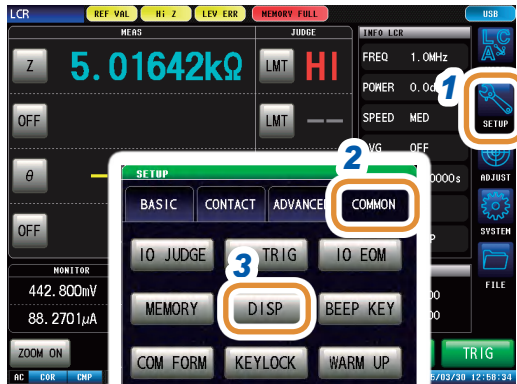 LCR REF VAL Hi Z LEV ERR MEMORY FULL USB
MEAS JUDGE INFO LCR
Z 5.01642kΩ LMT HI
FREQ 1.0MHz
POWER 0.0
1
OFF LMT -- SPEED MED
SETUP
OFF
2
θ
SETUP
0000s ADJUST
BASIC CONTACT ADVANCED COMMON
OFF
SYSTEM
IO JUDGE TRIG IO EOM
3
MONITOR
442.800mV
FILE
MEMORY DISP BEEP KEY
00
88.2701μA
00
ZOOM ON COM FORM KEYLOCK WARM UP TRIG
AC COR CMP 5/03/30 12:58:34